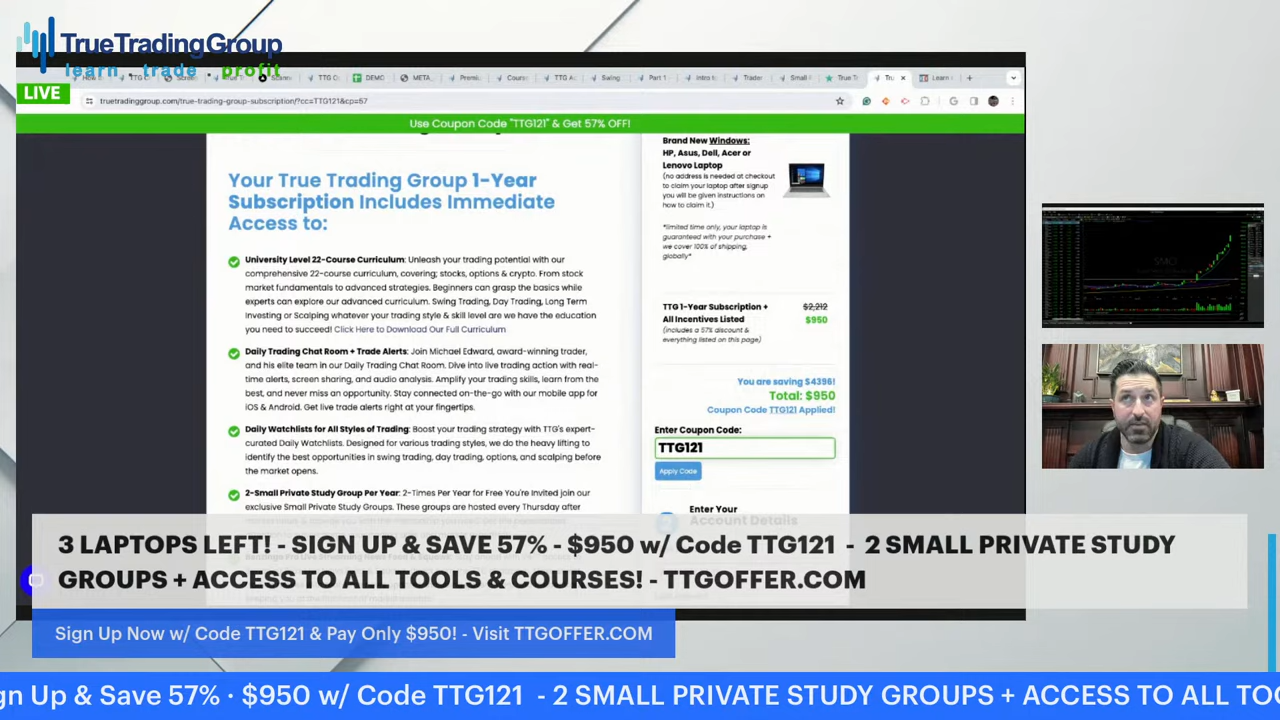 TrueTradingGroup
learn. trade. profit
LIVE
truetradinggroup.com/true-trading-group-subscription/?cc=TTG121&cp=57
Use Coupon Code "TTG121" & Get 57% OFF!
Your True Trading Group 1-Year
Subscription Includes Immediate
Access to:
University Level 22-Course Curriculum: Unleash your trading potential with our
comprehensive 22-course curriculum, covering; stocks, options & crypto. From stock
market fundamentals to advanced strategies. Beginners can grasp the basics while
experts can explore our advanced curriculum. Swing Trading, Day Trading, Long Term
Investing or Scalping whatever your trading style & skill level are we have the education
you need to succeed! Click Here to Download Our Full Curriculum
Daily Trading Chat Room + Trade Alerts: Join Michael Edward, award-winning trader,
and his elite team in our Daily Trading Chat Room. Dive into live trading action with real-
time alerts, screen sharing, and audio analysis. Amplify your trading skills, learn from the
best, and never miss an opportunity. Stay connected on-the-go with our mobile app for
iOS & Android. Get live trade alerts right at your fingertips.
Daily Watchlists for All Styles of Trading: Boost your trading strategy with TTG's expert-
curated Daily Watchlists. Designed for various trading styles, we do the heavy lifting to
identify the best opportunities in swing trading, day trading, options, and scalping before
the market opens.
2-Small Private Study Group Per Year: 2-Times Per Year for Free You're Invited join our
exclusive Small Private Study Groups. These groups are hosted every Thursday after
Brand New Windows:
HP, Asus, Dell, Acer or
Lenovo Laptop
(no address is needed at checkout
to claim your laptop after signup
you will be given instructions on
how to claim it.)
*limited time only, your laptop is
guaranteed with your purchase +
we cover 100% of shipping,
globally*
TTG 1-Year Subscription + $2,212
All Incentives Listed $950
(includes a 57% discount &
everything listed on this page)
You are saving $4396!
Total: $950
Coupon Code TTG121 Applied!
Enter Coupon Code:
TTG121
Apply Code
Enter Your
Account Details
3 LAPTOPS LEFT! - SIGN UP & SAVE 57% - $950 w/ Code TTG121 - 2 SMALL PRIVATE STUDY
GROUPS + ACCESS TO ALL TOOLS & COURSES! - TTGOFFER.COM
Sign Up Now w/ Code TTG121 & Pay Only $950! - Visit TTGOFFER.COM
gn Up & Save 57% · $950 w/ Code TTG121 - 2 SMALL PRIVATE STUDY GROUPS + ACCESS TO ALL TOO